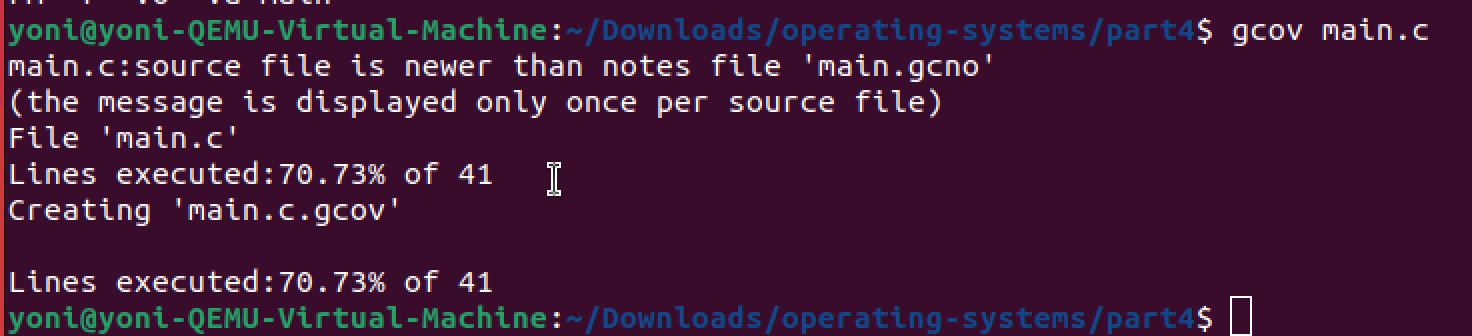 yoni@yoni-QEMU-Virtual-Machine:~/Downloads/operating-systems/part4$ gcov main.c
main.c:source file is newer than notes file 'main.gcno'
(the message is displayed only once per source file)
File 'main.c'
Lines executed:70.73% of 41
Creating 'main.c.gcov'

Lines executed:70.73% of 41
yoni@yoni-QEMU-Virtual-Machine:~/Downloads/operating-systems/part4$